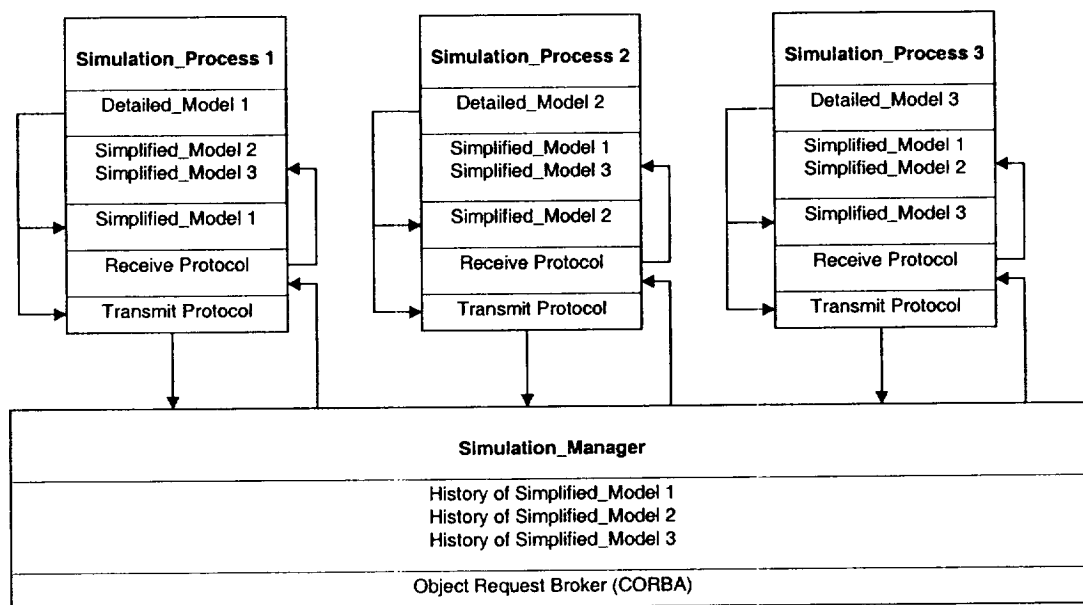 Simulation_Process 1
Detailed_Model 1
Simplified_Model 2
Simplified_Model 3
Simplified_Model 1
Receive Protocol
Transmit Protocol
Simulation_Process 2
Detailed_Model 2
Simplified_Model 1
Simplified_Model 3
Simplified_Model 2
Receive Protocol
Transmit Protocol
Simulation_Process 3
Detailed_Model 3
Simplified_Model 1
Simplified_Model 2
Simplified_Model 3
Receive Protocol
Transmit Protocol
Simulation_Manager
History of Simplified_Model 1
History of Simplified_Model 2
History of Simplified_Model 3
Object Request Broker (CORBA)